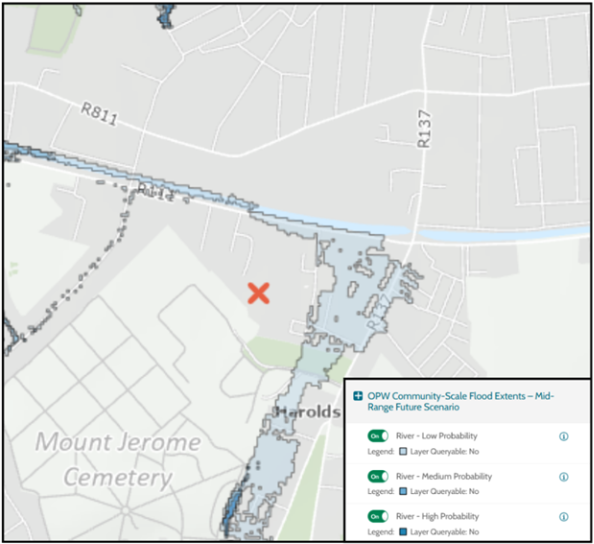 R811
R137
R111
Harolds
Mount Jerome
Cemetery
OPW Community-Scale Flood Extents – Mid-
Range Future Scenario
On River - Low Probability
Legend: Layer Queryable: No
On River - Medium Probability
Legend: Layer Queryable: No
On River - High Probability
Legend: Layer Queryable: No